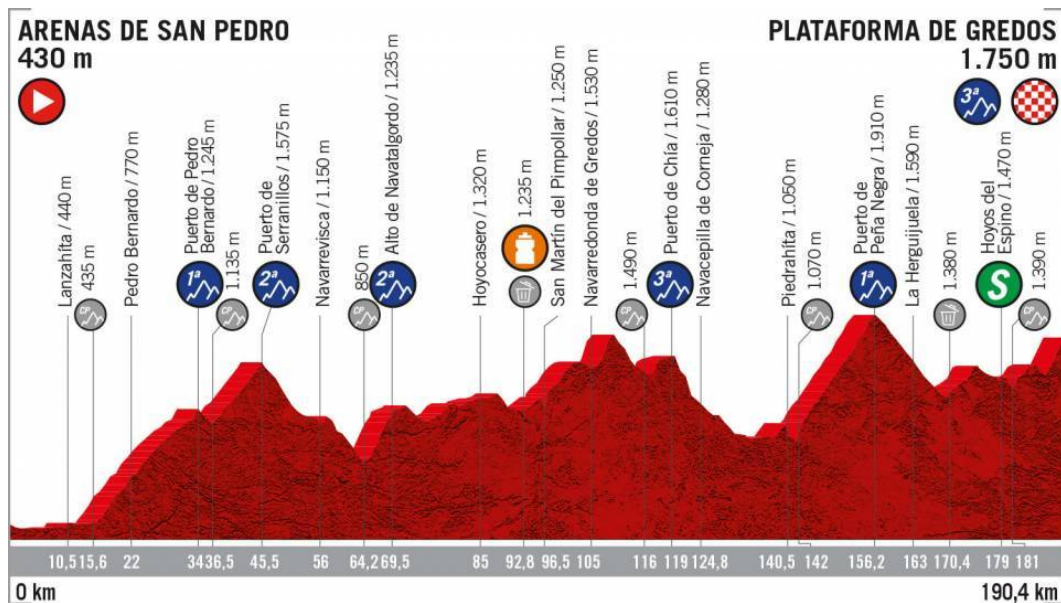 ARENAS DE SAN PEDRO
430 m
PLATAFORMA DE GREDOS
1.750 m
3ª
Lanzahíta / 440 m
435 m
CP
Pedro Bernardo / 770 m
Puerto de Pedro
Bernardo / 1.245 m
1ª
1.135 m
CP
Puerto de
Serranillos / 1.575 m
2ª
Navarrevisca / 1.150 m
850 m
CP
Alto de Navatalgordo / 1.235 m
2ª
Hoyocasero / 1.320 m
1.235 m
San Martín del Pimpollar / 1.250 m
Navarredonda de Gredos / 1.530 m
1.490 m
CP
Puerto de Chía / 1.610 m
3ª
Navacepilla de Corneja / 1.280 m
Piedrahíta / 1.050 m
1.070 m
CP
Puerto de
Peña Negra / 1.910 m
1ª
La Herguijuela / 1.590 m
1.380 m
Hoyos del
Espino / 1.470 m
S
1.390 m
CP
10,5 15,6 22 34 36,5 45,5 56 64,2 69,5 85 92,8 96,5 105 116 119 124,8 140,5 142 156,2 163 170,4 179 181
0 km
190,4 km